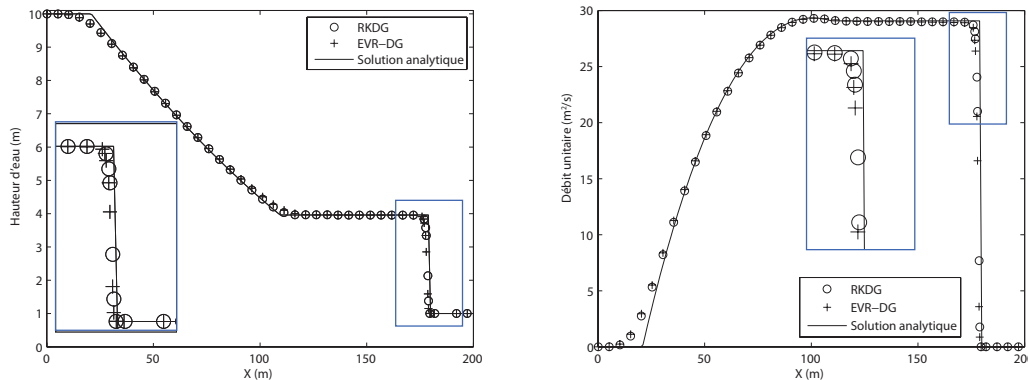 10
9
8
7
6
5
4
3
2
1
0
Hauteur d'eau (m)
RKDG
EVR−DG
Solution analytique
0 50 100 150 200
X (m)
30
25
20
15
10
5
0
Débit unitaire (m²/s)
RKDG
EVR−DG
Solution analytique
0 50 100 150 200
X (m)